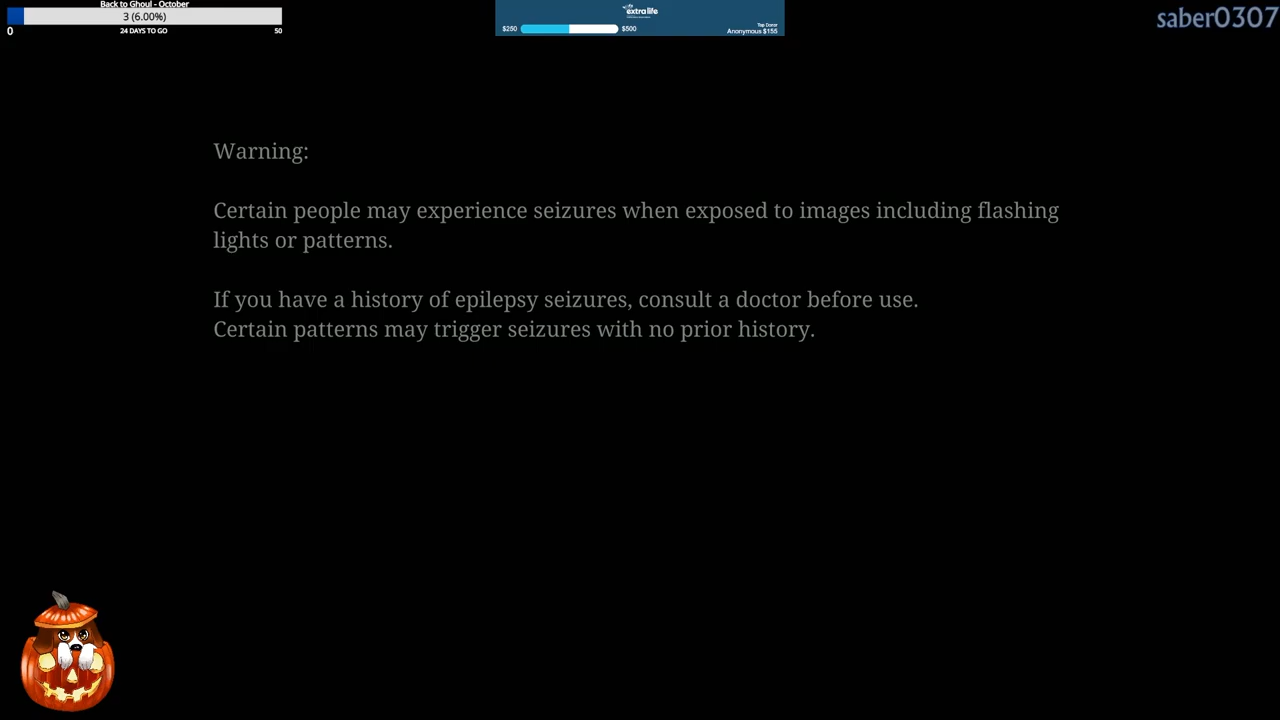 Back to Ghoul - October
3 (6.00%)
0
24 DAYS TO GO
50
extra life
$250
$500
Top Donor
Anonymous $155
saber0307
Warning:
Certain people may experience seizures when exposed to images including flashing
lights or patterns.
If you have a history of epilepsy seizures, consult a doctor before use.
Certain patterns may trigger seizures with no prior history.